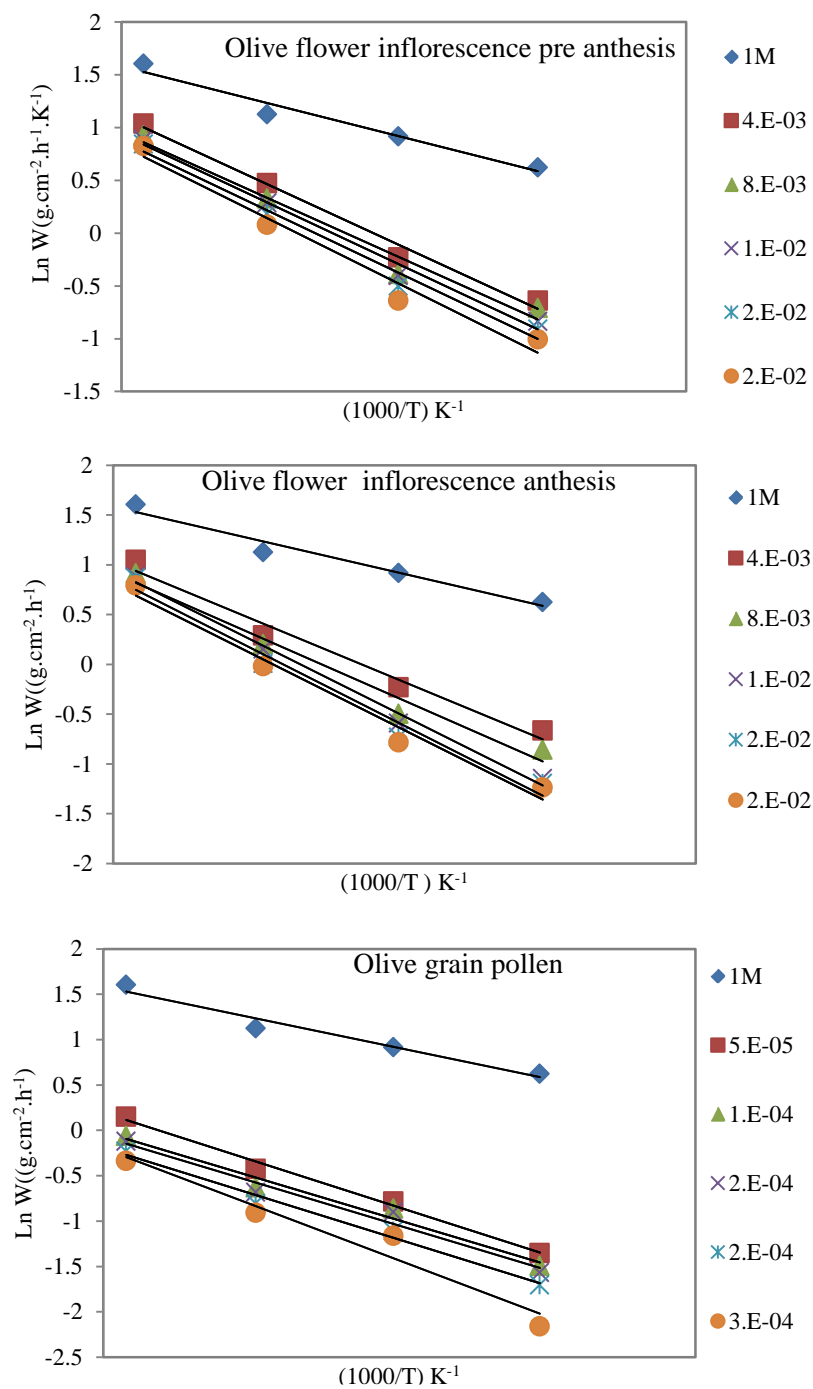 Olive flower inflorescence pre anthesis
Ln W(g.cm-2.h-1.K-1)
2
1.5
1
0.5
0
-0.5
-1
-1.5
(1000/T) K-1
1M
4.E-03
8.E-03
1.E-02
2.E-02
2.E-02
Olive flower inflorescence anthesis
Ln W((g.cm-2.h-1)
2
1.5
1
0.5
0
-0.5
-1
-1.5
-2
(1000/T ) K-1
1M
4.E-03
8.E-03
1.E-02
2.E-02
2.E-02
Olive grain pollen
Ln W((g.cm-2.h-1)
2
1.5
1
0.5
0
-0.5
-1
-1.5
-2
-2.5
(1000/T) K-1
1M
5.E-05
1.E-04
2.E-04
2.E-04
3.E-04